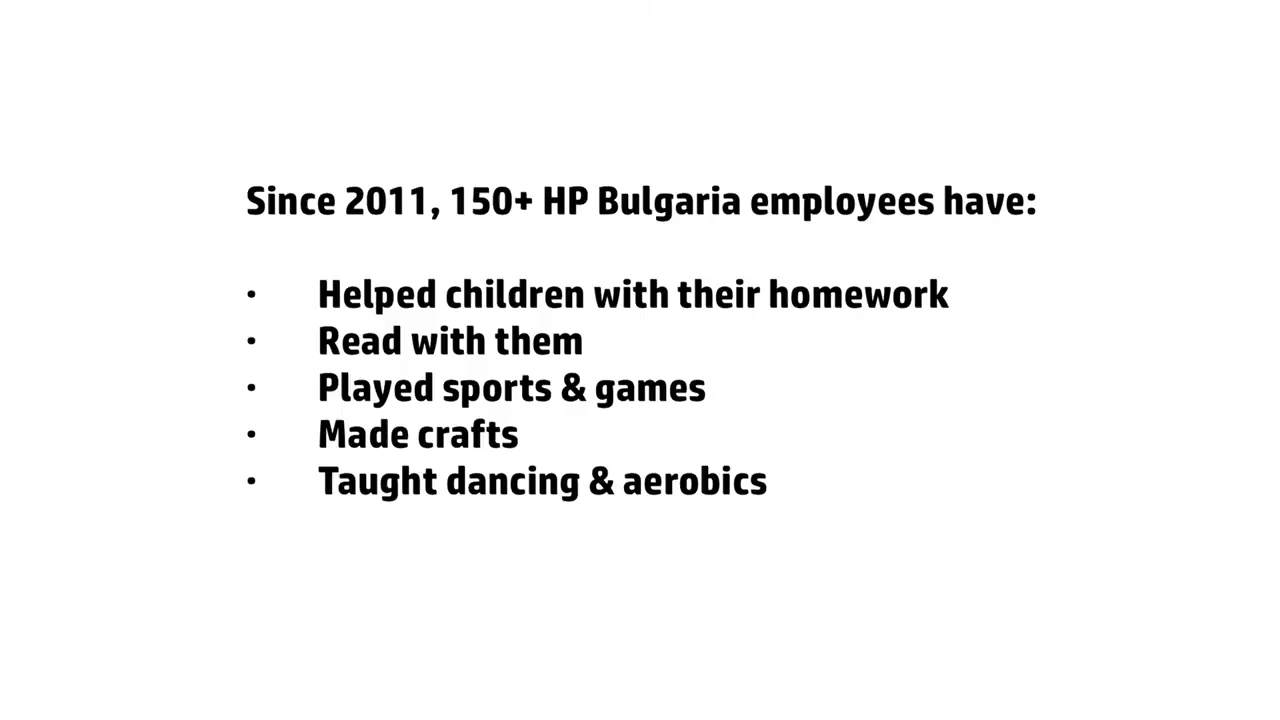 Since 2011, 150+ HP Bulgaria employees have:
· Helped children with their homework
· Read with them
· Played sports & games
· Made crafts
· Taught dancing & aerobics